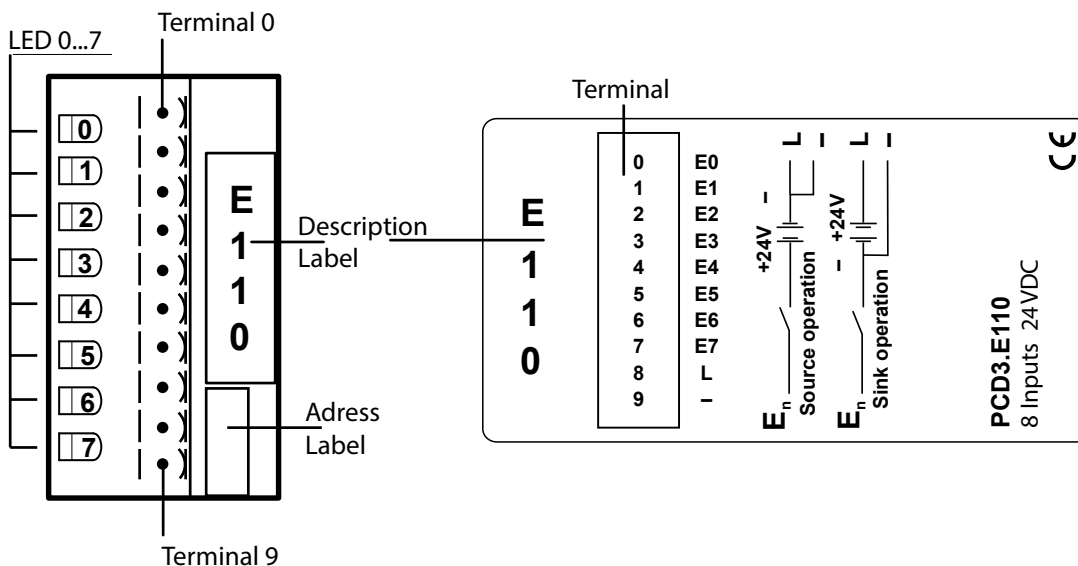 LED 0...7
Terminal 0
0
1
2
3
4
5
6
7
E
1
1
0
Description
Label
Adress
Label
Terminal 9
Terminal
E
1
1
0
0 E0
1 E1
2 E2
3 E3
4 E4
5 E5
6 E6
7 E7
8 L
9 –
En
Source operation
+24V –
L
–
En
Sink operation
– +24V
L
–
PCD3.E110
8 Inputs 24VDC
CE